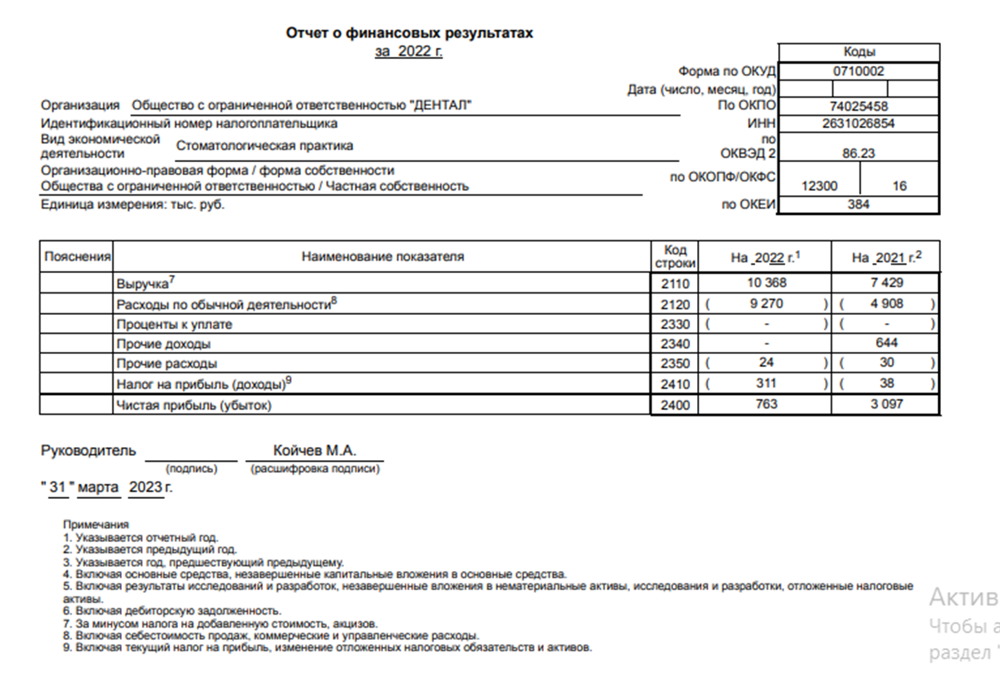 Отчет о финансовых результатах
за 2022 г.
Коды
Форма по ОКУД 0710002
Дата (число, месяц, год)
Организация Общество с ограниченной ответственностью "ДЕНТАЛ" По ОКПО 74025458
Идентификационный номер налогоплательщика ИНН 2631026854
Вид экономической деятельности Стоматологическая практика по ОКВЭД 2 86.23
Организационно-правовая форма / форма собственности
Общества с ограниченной ответственностью / Частная собственность по ОКОПФ/ОКФС 12300 16
Единица измерения: тыс. руб. по ОКЕИ 384
Пояснения Наименование показателя Код строки На 2022 г.1 На 2021 г.2
Выручка7 2110 10 368 7 429
Расходы по обычной деятельности8 2120 ( 9 270 ) ( 4 908 )
Проценты к уплате 2330 ( - ) ( - )
Прочие доходы 2340 - 644
Прочие расходы 2350 ( 24 ) ( 30 )
Налог на прибыль (доходы)9 2410 ( 311 ) ( 38 )
Чистая прибыль (убыток) 2400 763 3 097
Руководитель Койчев М.А.
(подпись) (расшифровка подписи)
"31" марта 2023 г.
Примечания
1. Указывается отчетный год.
2. Указывается предыдущий год.
3. Указывается год, предшествующий предыдущему.
4. Включая основные средства, незавершенные капитальные вложения в основные средства.
5. Включая результаты исследований и разработок, незавершенные вложения в нематериальные активы, исследования и разработки, отложенные налоговые
активы.
6. Включая дебиторскую задолженность.
7. За минусом налога на добавленную стоимость, акцизов.
8. Включая себестоимость продаж, коммерческие и управленческие расходы.
9. Включая текущий налог на прибыль, изменение отложенных налоговых обязательств и активов.
Актив
Чтобы а
раздел "